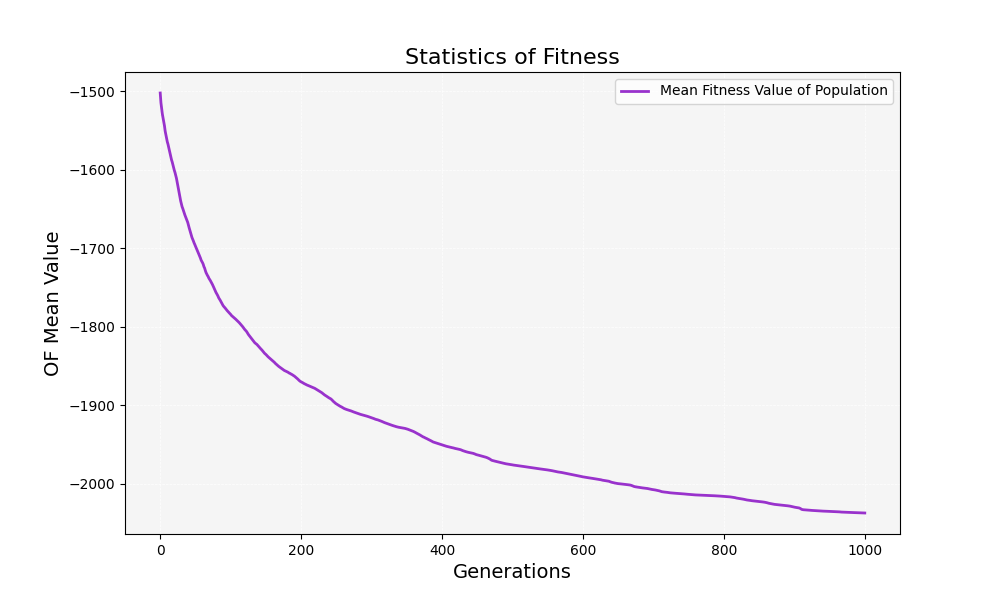 Statistics of Fitness
Mean Fitness Value of Population
OF Mean Value
−1500
−1600
−1700
−1800
−1900
−2000
0 200 400 600 800 1000
Generations